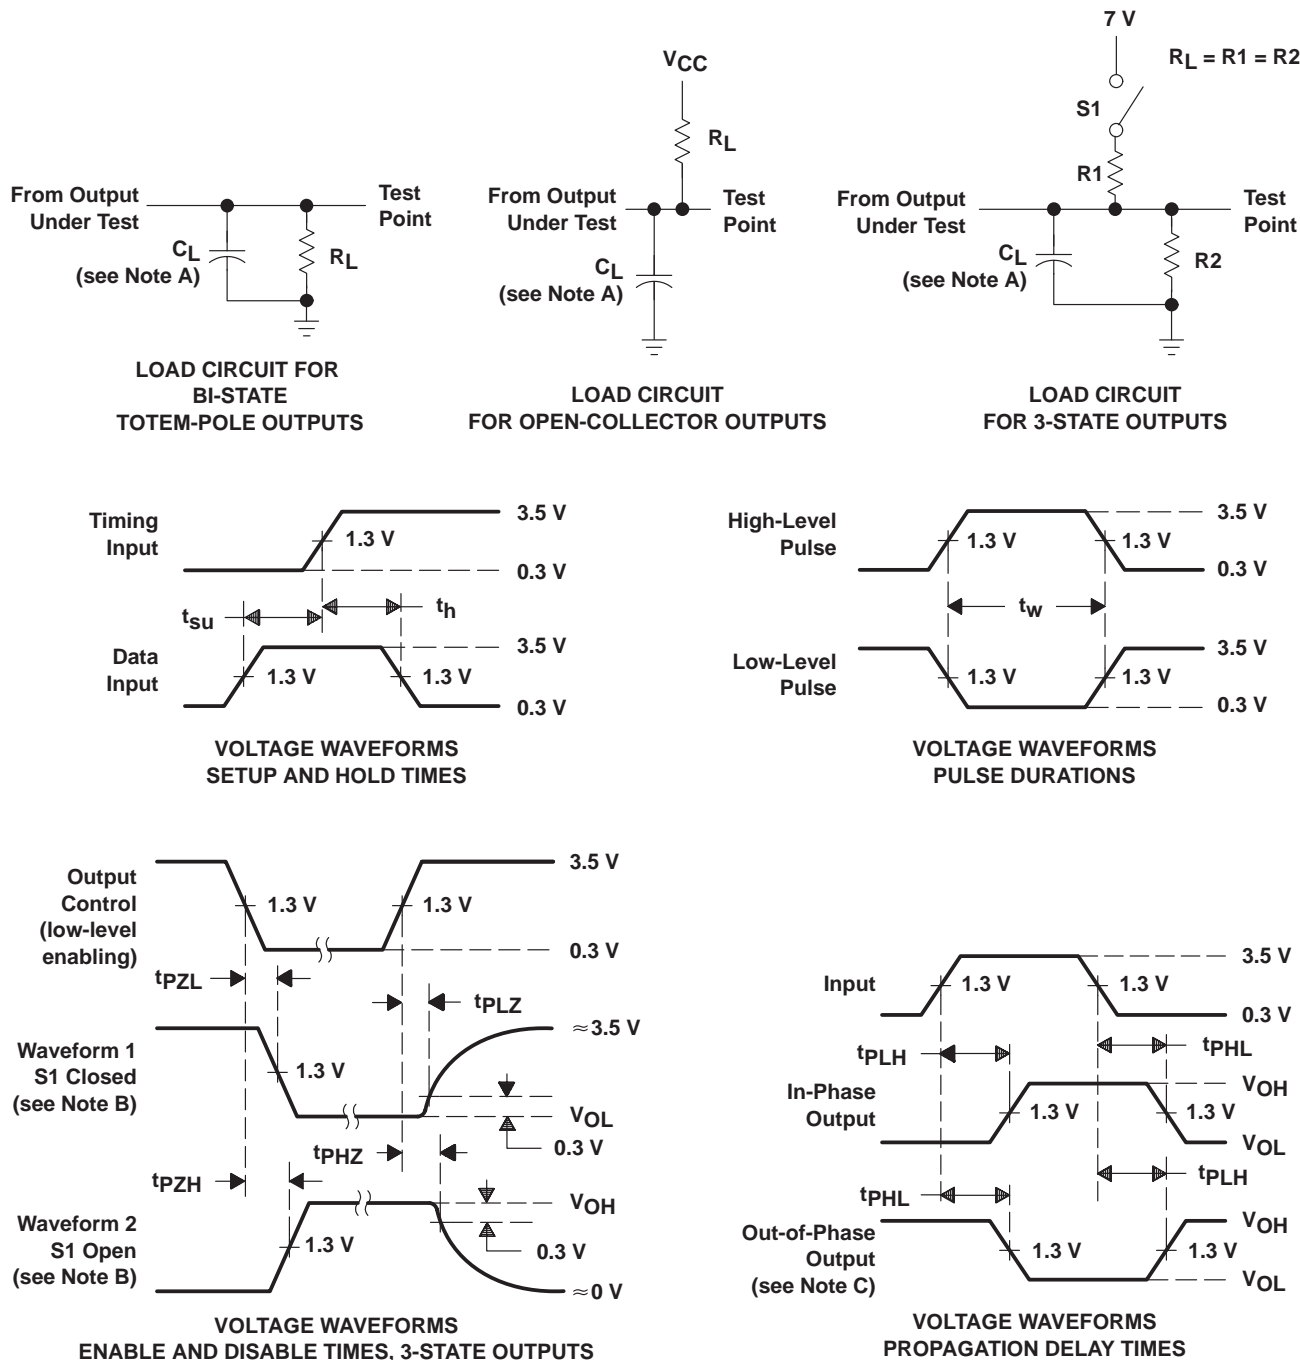 From Output
Under Test
CL
(see Note A)
RL
Test
Point
LOAD CIRCUIT FOR
BI-STATE
TOTEM-POLE OUTPUTS
VCC
RL
From Output
Under Test
CL
(see Note A)
Test
Point
LOAD CIRCUIT
FOR OPEN-COLLECTOR OUTPUTS
7 V
RL = R1 = R2
S1
R1
From Output
Under Test
CL
(see Note A)
R2
Test
Point
LOAD CIRCUIT
FOR 3-STATE OUTPUTS
Timing
Input
1.3 V
3.5 V
0.3 V
tsu
th
Data
Input
1.3 V
1.3 V
3.5 V
0.3 V
VOLTAGE WAVEFORMS
SETUP AND HOLD TIMES
High-Level
Pulse
1.3 V
1.3 V
3.5 V
0.3 V
tw
Low-Level
Pulse
1.3 V
1.3 V
3.5 V
0.3 V
VOLTAGE WAVEFORMS
PULSE DURATIONS
Output
Control
(low-level
enabling)
1.3 V
1.3 V
3.5 V
0.3 V
tPZL
tPLZ
Waveform 1
S1 Closed
(see Note B)
1.3 V
≈3.5 V
VOL
0.3 V
tPHZ
tPZH
Waveform 2
S1 Open
(see Note B)
1.3 V
VOH
0.3 V
≈0 V
VOLTAGE WAVEFORMS
ENABLE AND DISABLE TIMES, 3-STATE OUTPUTS
Input
1.3 V
1.3 V
3.5 V
0.3 V
tPLH
tPHL
In-Phase
Output
1.3 V
1.3 V
VOH
VOL
tPHL
tPLH
Out-of-Phase
Output
(see Note C)
1.3 V
1.3 V
VOH
VOL
VOLTAGE WAVEFORMS
PROPAGATION DELAY TIMES